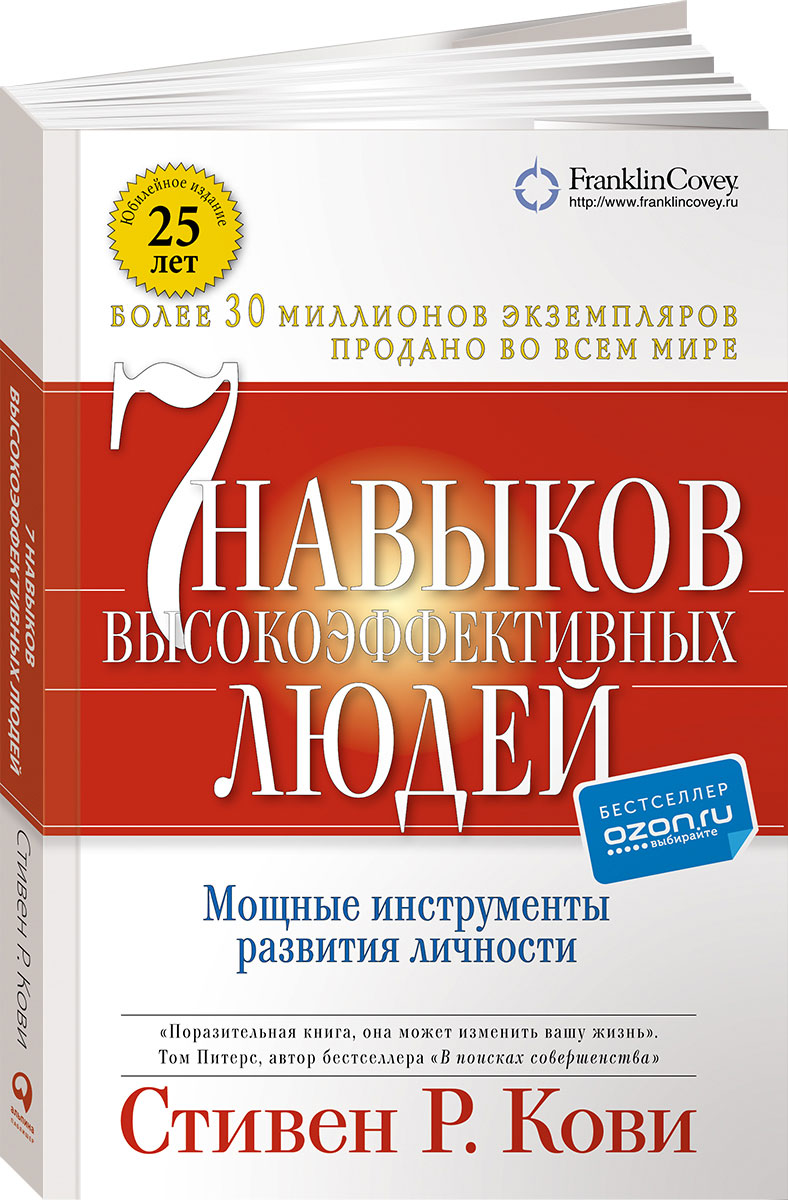 Юбилейное издание
25
лет
FranklinCovey
http://www.franklincovey.ru
БОЛЕЕ 30 МИЛЛИОНОВ ЭКЗЕМПЛЯРОВ
ПРОДАНО ВО ВСЕМ МИРЕ
7 НАВЫКОВ
ВЫСОКОЭФФЕКТИВНЫХ
ЛЮДЕЙ
БЕСТСЕЛЛЕР
ozon.ru
выбирайте
Мощные инструменты
развития личности
«Поразительная книга, она может изменить вашу жизнь».
Том Питерс, автор бестселлера «В поисках совершенства»
Стивен Р. Кови
7 НАВЫКОВ
ВЫСОКОЭФФЕКТИВНЫХ ЛЮДЕЙ
СТИВЕН Р. КОВИ
альпина
паблишер